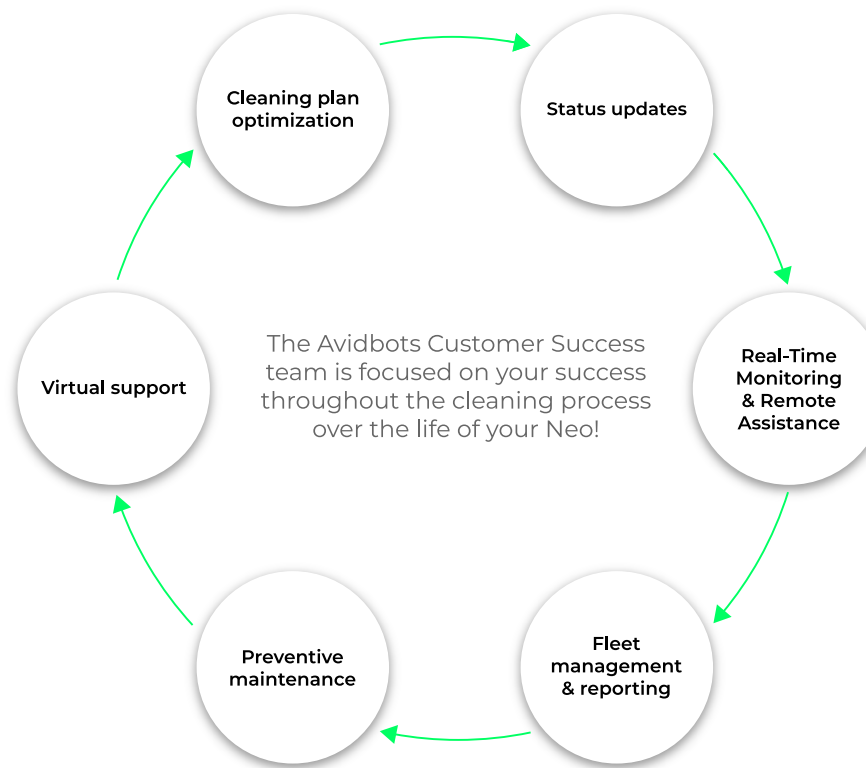 Cleaning plan
optimization
Status updates
Real-Time
Monitoring
& Remote
Assistance
Fleet
management
& reporting
Preventive
maintenance
Virtual support
The Avidbots Customer Success
team is focused on your success
throughout the cleaning process
over the life of your Neo!